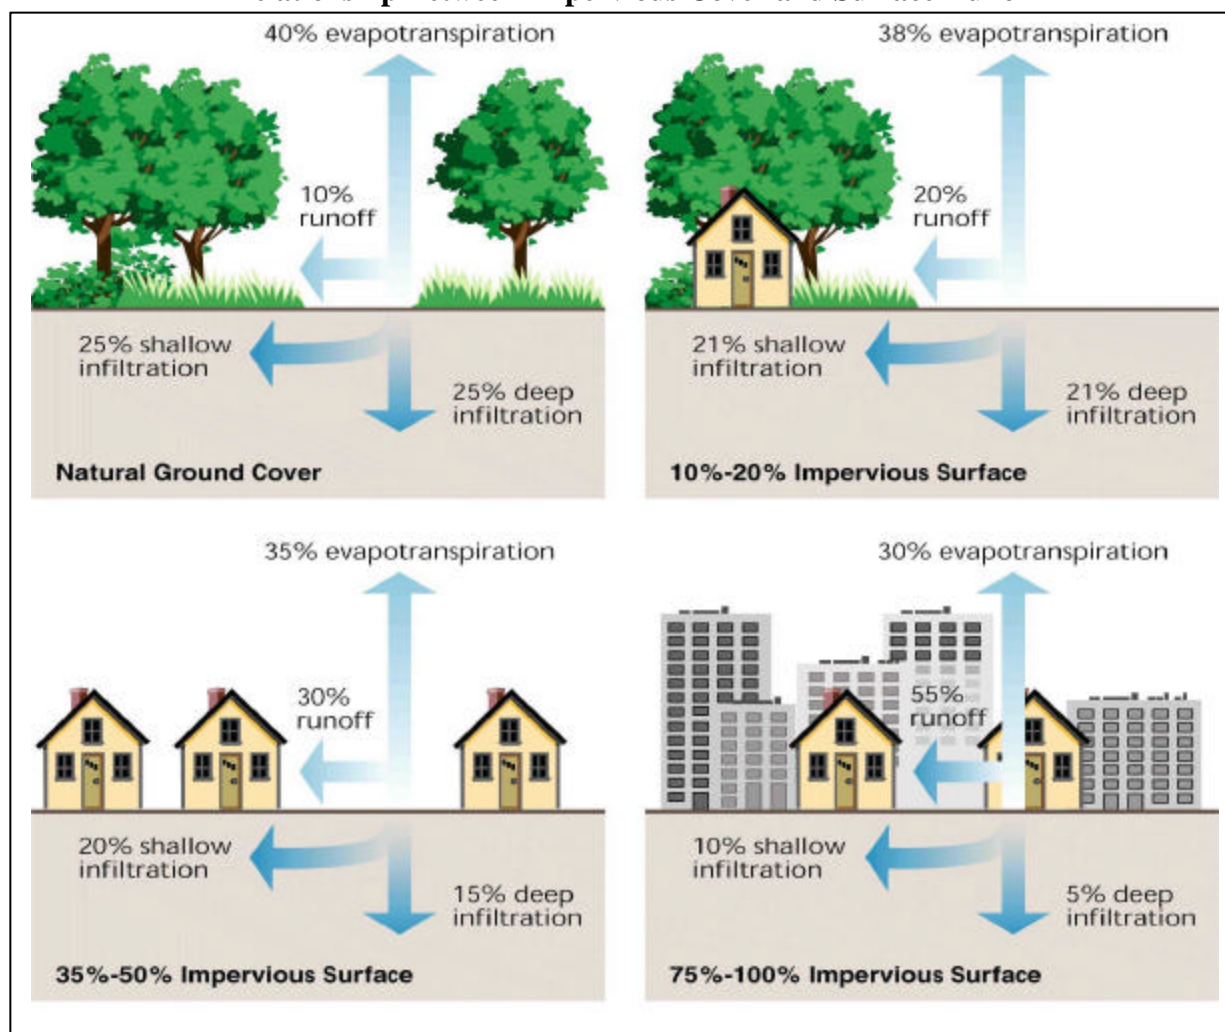 40% evapotranspiration
10%
runoff
25% shallow
infiltration
25% deep
infiltration
Natural Ground Cover
38% evapotranspiration
20%
runoff
21% shallow
infiltration
21% deep
infiltration
10%-20% Impervious Surface
35% evapotranspiration
30%
runoff
20% shallow
infiltration
15% deep
infiltration
35%-50% Impervious Surface
30% evapotranspiration
55%
runoff
10% shallow
infiltration
5% deep
infiltration
75%-100% Impervious Surface